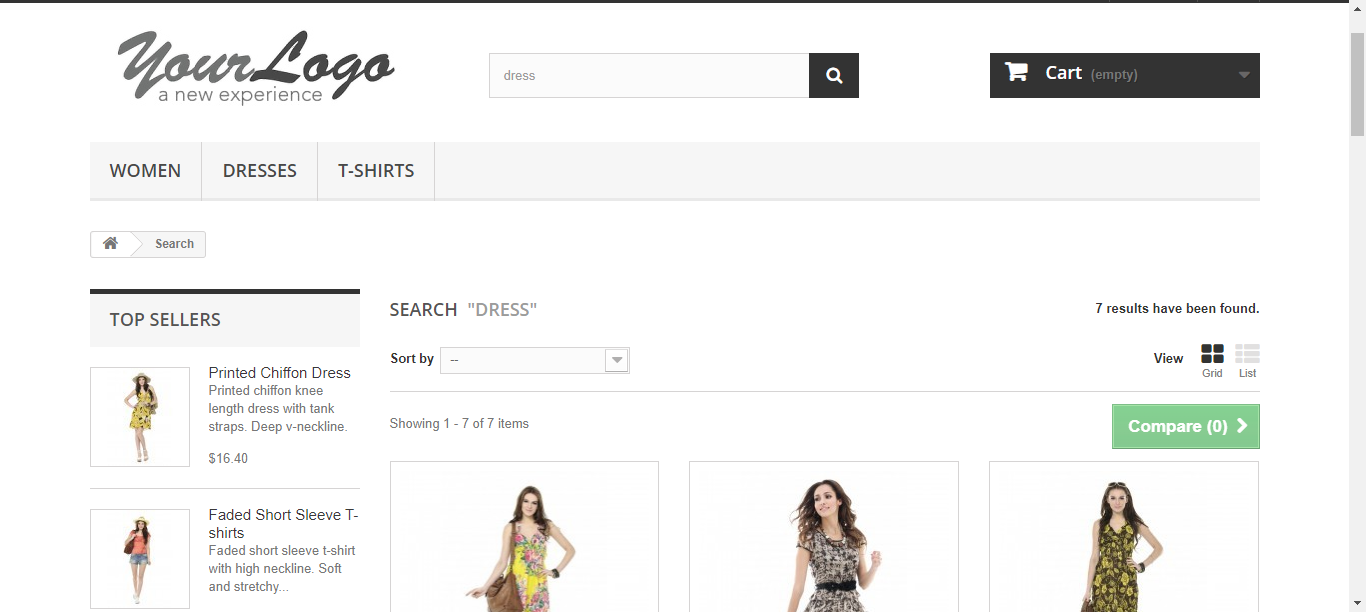 YourLogo
a new experience
dress
Cart (empty)
WOMEN DRESSES T-SHIRTS
Search
TOP SELLERS
Printed Chiffon Dress
Printed chiffon knee
length dress with tank
straps. Deep v-neckline.
$16.40
Faded Short Sleeve T-
shirts
Faded short sleeve t-shirt
with high neckline. Soft
and stretchy...
SEARCH "DRESS"
7 results have been found.
Sort by --
View
Grid
List
Showing 1 - 7 of 7 items
Compare (0)